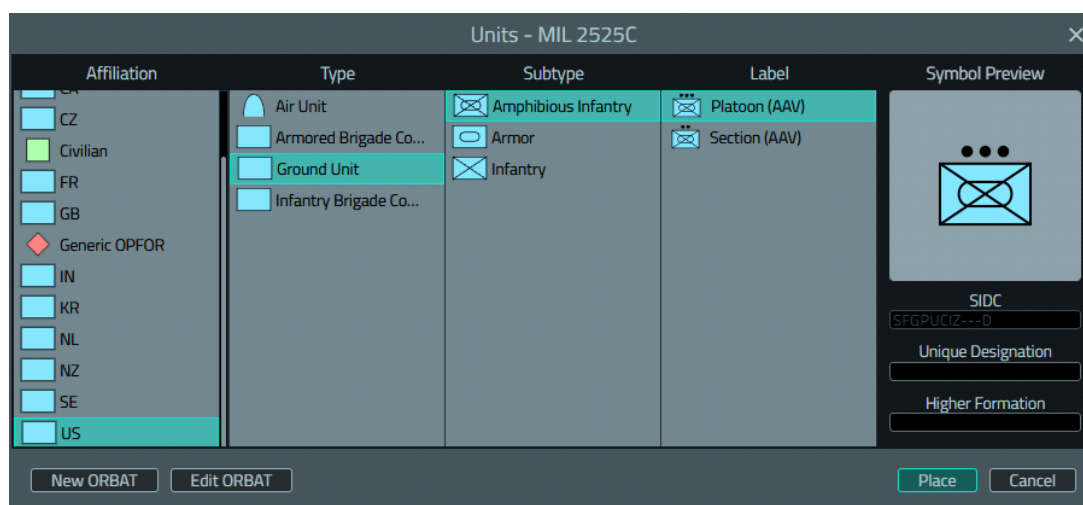 Units - MIL 2525C
Affiliation
Type
Subtype
Label
Symbol Preview
CZ
Civilian
FR
GB
Generic OPFOR
IN
KR
NL
NZ
SE
US
Air Unit
Armored Brigade Co...
Ground Unit
Infantry Brigade Co...
Amphibious Infantry
Armor
Infantry
Platoon (AAV)
Section (AAV)
SIDC
SFGPUCIZ---D
Unique Designation
Higher Formation
New ORBAT
Edit ORBAT
Place
Cancel